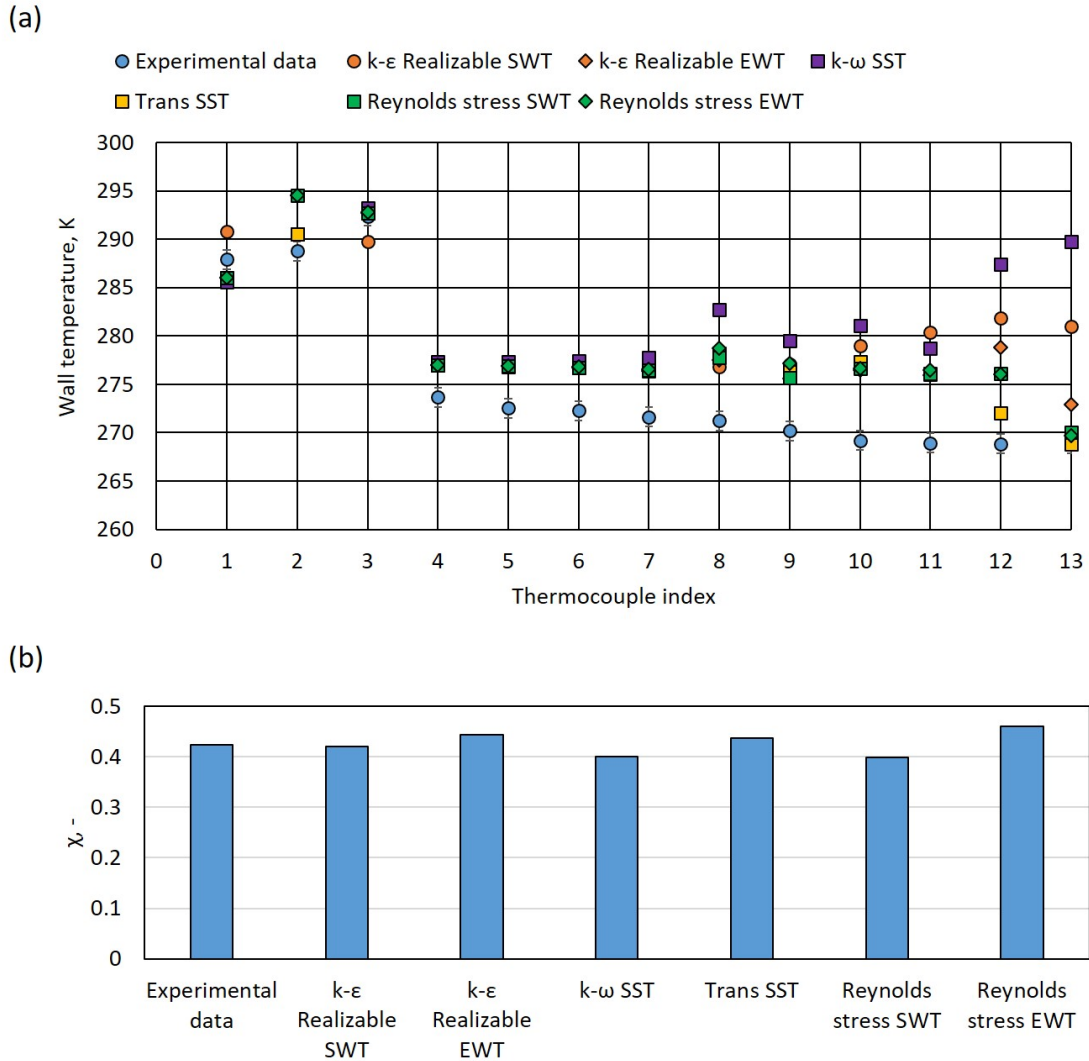 (a)
Experimental data k-ε Realizable SWT k-ε Realizable EWT k-ω SST
Trans SST Reynolds stress SWT Reynolds stress EWT
300
295
290
285
280
275
270
265
260
Wall temperature, K
0 1 2 3 4 5 6 7 8 9 10 11 12 13
Thermocouple index
(b)
0.5
0.4
0.3
0.2
0.1
0
χ, -
Experimental k-ε k-ε k-ω SST Trans SST Reynolds Reynolds
data Realizable Realizable stress SWT stress EWT
SWT EWT